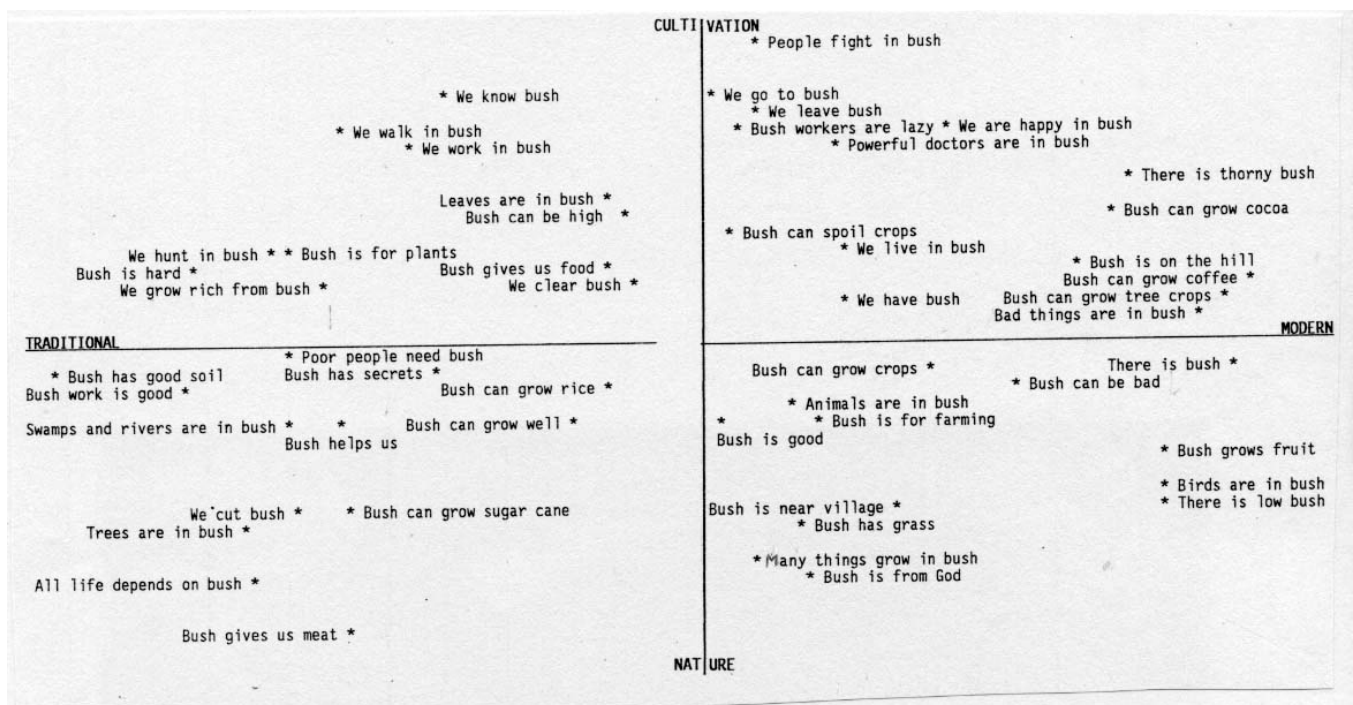 CULTI VATION
* People fight in bush
* We know bush
* We go to bush
* We leave bush
* We walk in bush
* Bush workers are lazy * We are happy in bush
* We work in bush
* Powerful doctors are in bush
* There is thorny bush
Leaves are in bush *
Bush can be high *
* Bush can grow cocoa
* Bush can spoil crops
We hunt in bush * * Bush is for plants
* We live in bush
Bush is hard *
Bush gives us food *
* Bush is on the hill
We grow rich from bush *
We clear bush *
Bush can grow coffee *
* We have bush
Bush can grow tree crops *
Bad things are in bush *
TRADITIONAL
MODERN
* Poor people need bush
* Bush has good soil
Bush has secrets *
Bush can grow crops *
There is bush *
Bush work is good *
Bush can grow rice *
* Bush can be bad
* Animals are in bush
Swamps and rivers are in bush * *
Bush can grow well *
* * Bush is for farming
Bush helps us
Bush is good
* Bush grows fruit
* Birds are in bush
* There is low bush
We cut bush *
* Bush can grow sugar cane
Bush is near village *
Trees are in bush *
* Bush has grass
* Many things grow in bush
All life depends on bush *
* Bush is from God
Bush gives us meat *
NAT URE